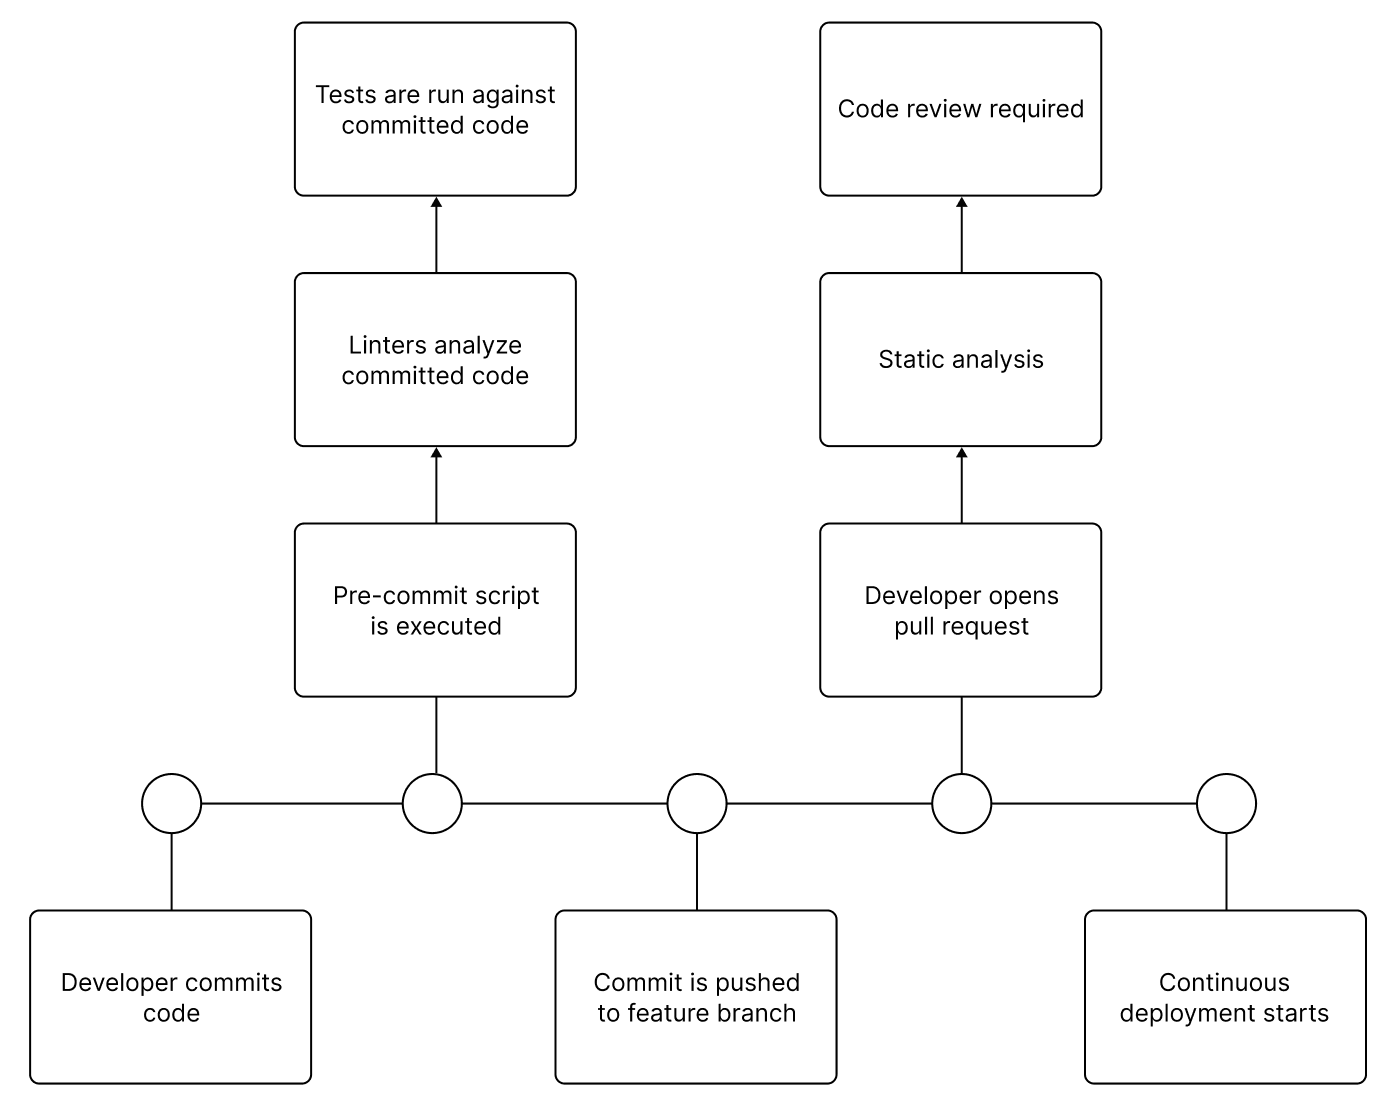 Tests are run against
committed code
Code review required
Linters analyze
committed code
Static analysis
Pre-commit script
is executed
Developer opens
pull request
Developer commits
code
Commit is pushed
to feature branch
Continuous
deployment starts